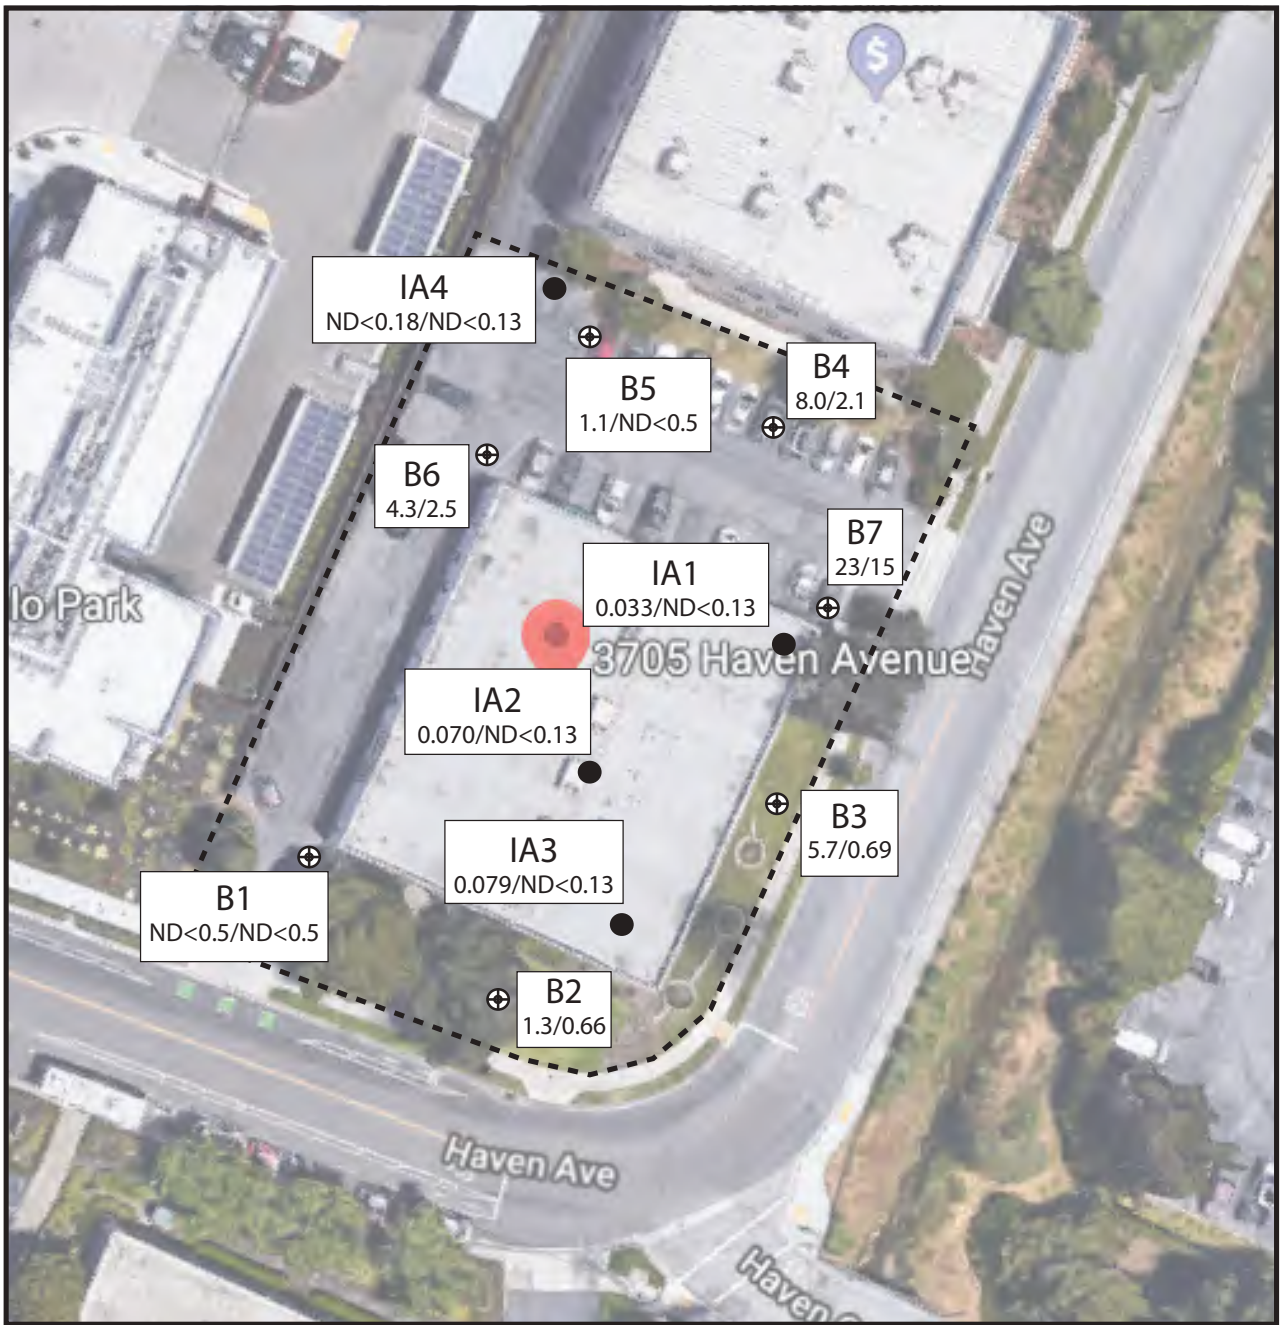 $
IA4
ND<0.18/ND<0.13
B4
8.0/2.1
B5
1.1/ND<0.5
B6
4.3/2.5
B7
23/15
IA1
0.033/ND<0.13
Haven Ave
lo Park
3705 Haven Avenue
IA2
0.070/ND<0.13
B3
5.7/0.69
IA3
0.079/ND<0.13
B1
ND<0.5/ND<0.5
B2
1.3/0.66
Haven Ave
Haven